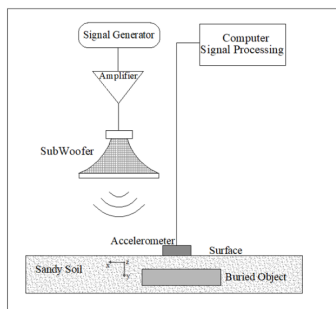 Signal Generator
Computer
Signal Processing
Amplifier
SubWoofer
Accelerometer
Surface
Sandy Soil
x
z
y
Buried Object